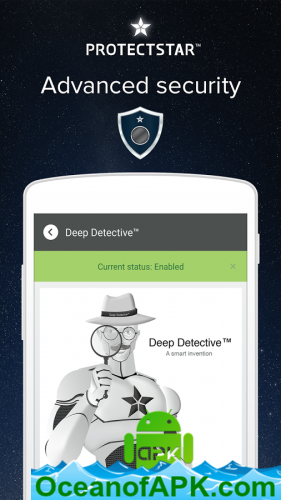 PROTECTSTAR™
Advanced security
Deep Detective™
Current status: Enabled
×
Deep Detective™
A smart invention
APK
OceanofAPK.com